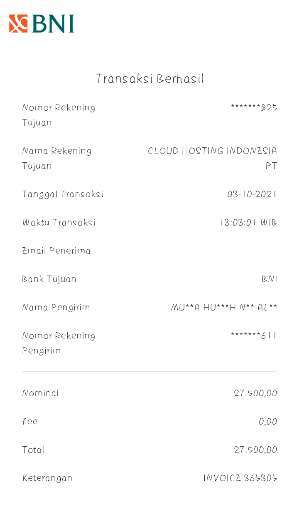 BNI
Transaksi Berhasil
Nomor Rekening Tujuan *******925
Nama Rekening Tujuan CLOUD HOSTING INDONESIA PT
Tanggal Transaksi 03-10-2021
Waktu Transaksi 13:03:01 WIB
Email Penerima
Bank Tujuan BNI
Nama Pengirim MU**A HU***H N** AL**
Nomor Rekening Pengirim *******611
Nominal 27.500,00
Fee 0,00
Total 27.500,00
Keterangan INVOICE 369309